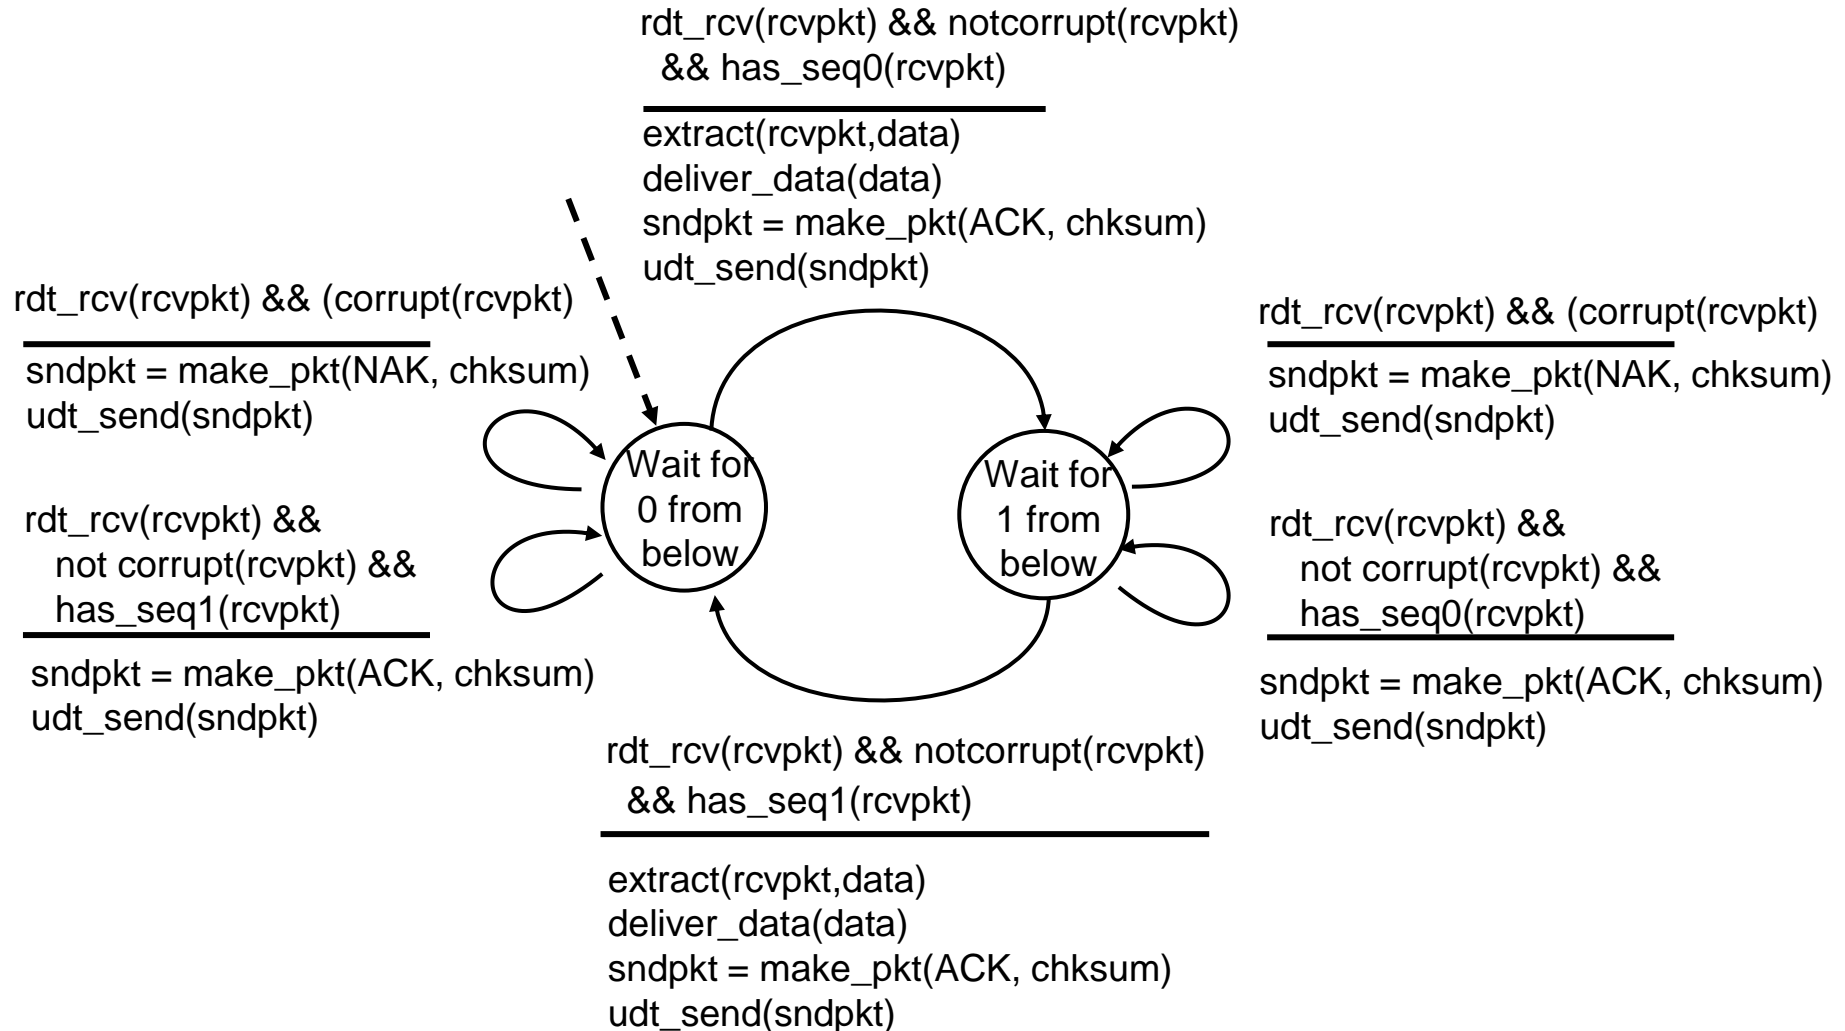 rdt_rcv(rcvpkt) && notcorrupt(rcvpkt)
&& has_seq0(rcvpkt)
extract(rcvpkt,data)
deliver_data(data)
sndpkt = make_pkt(ACK, chksum)
udt_send(sndpkt)
rdt_rcv(rcvpkt) && (corrupt(rcvpkt)
sndpkt = make_pkt(NAK, chksum)
udt_send(sndpkt)
rdt_rcv(rcvpkt) &&
not corrupt(rcvpkt) &&
has_seq1(rcvpkt)
sndpkt = make_pkt(ACK, chksum)
udt_send(sndpkt)
Wait for
0 from
below
Wait for
1 from
below
rdt_rcv(rcvpkt) && (corrupt(rcvpkt)
sndpkt = make_pkt(NAK, chksum)
udt_send(sndpkt)
rdt_rcv(rcvpkt) &&
not corrupt(rcvpkt) &&
has_seq0(rcvpkt)
sndpkt = make_pkt(ACK, chksum)
udt_send(sndpkt)
rdt_rcv(rcvpkt) && notcorrupt(rcvpkt)
&& has_seq1(rcvpkt)
extract(rcvpkt,data)
deliver_data(data)
sndpkt = make_pkt(ACK, chksum)
udt_send(sndpkt)